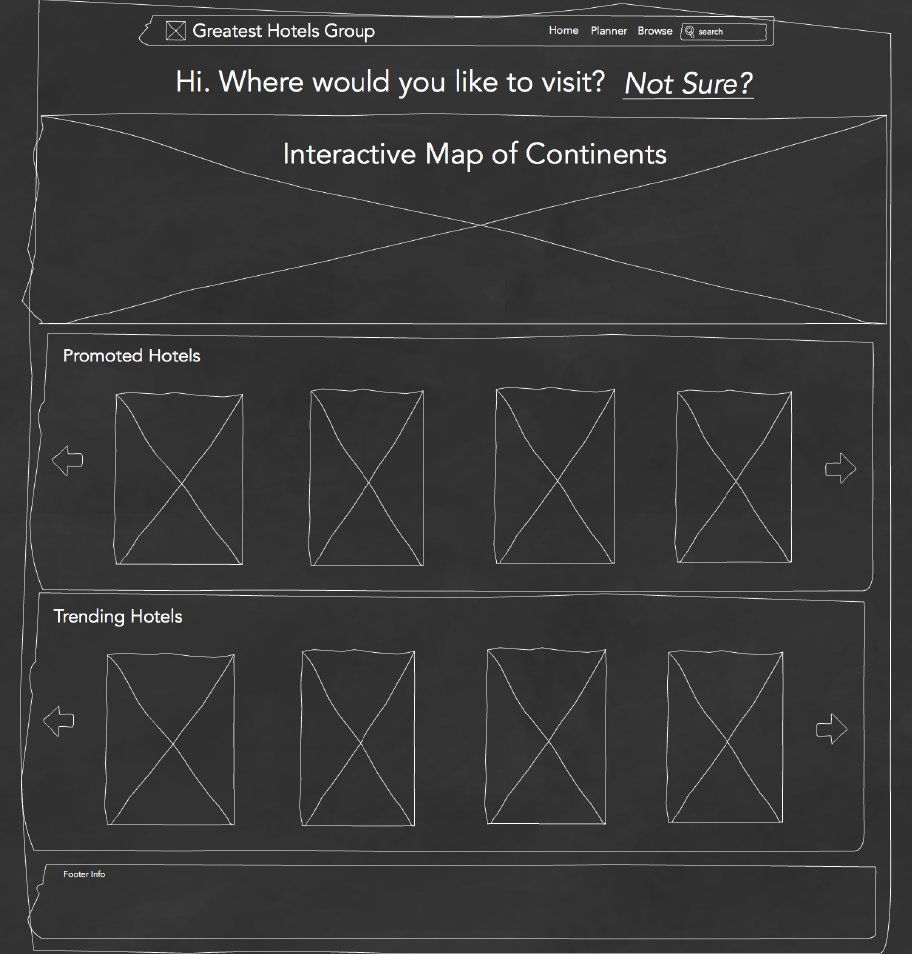 Greatest Hotels Group
Home Planner Browse search
Hi. Where would you like to visit? Not Sure?
Interactive Map of Continents
Promoted Hotels
Trending Hotels
Footer Info